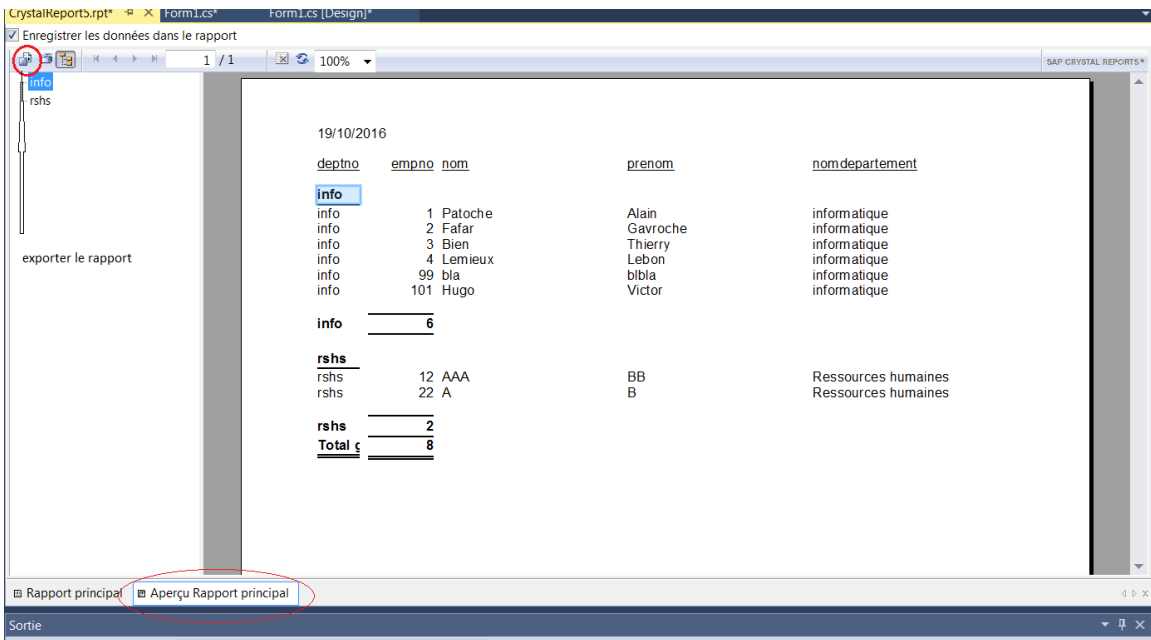 CrystalReport5.rpt* Form1.cs* Form1.cs [Design]*
Enregistrer les données dans le rapport
1 / 1 100% SAP CRYSTAL REPORTS®
info
rshs
19/10/2016
deptno empno nom prenom nomdepartement
info
info 1 Patoche Alain informatique
info 2 Fafar Gavroche informatique
info 3 Bien Thierry informatique
info 4 Lemieux Lebon informatique
info 99 bla blbla informatique
info 101 Hugo Victor informatique
exporter le rapport
info 6
rshs
rshs 12 AAA BB Ressources humaines
rshs 22 A B Ressources humaines
rshs 2
Total g 8
Rapport principal Aperçu Rapport principal
Sortie